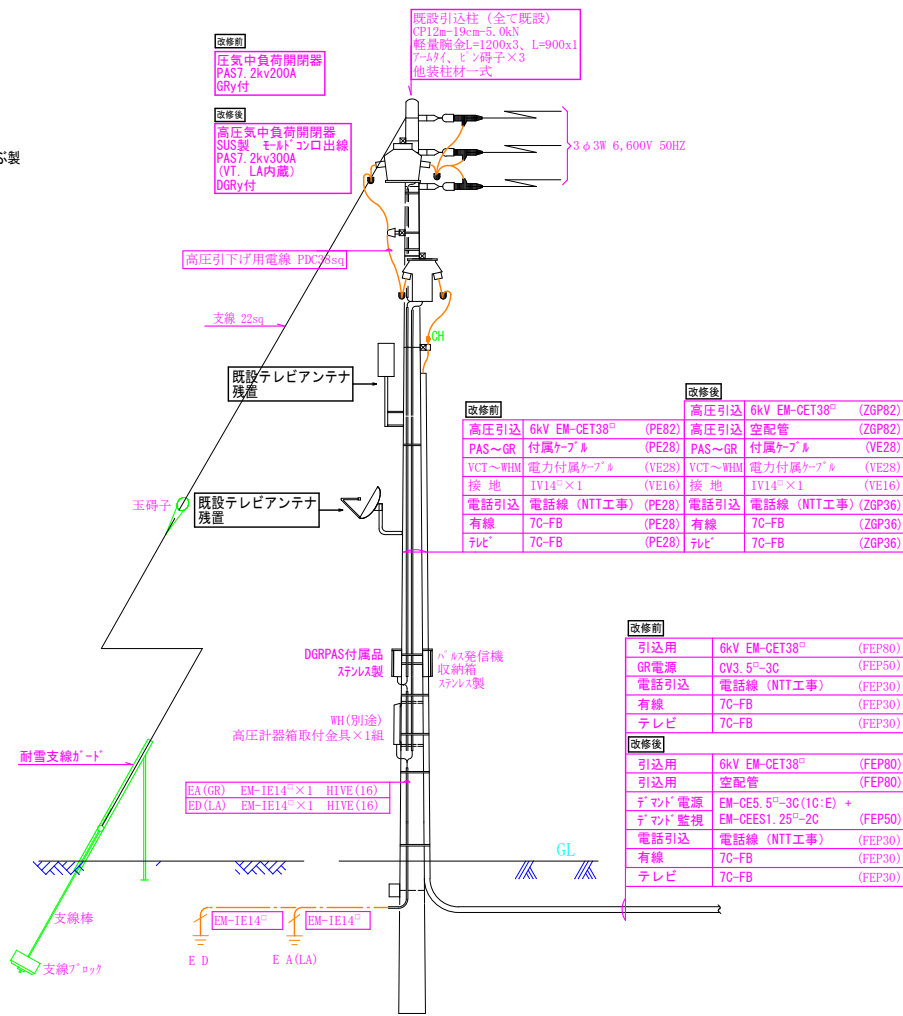 既設引込柱（全て既設）
CP12m-19cm-5.0kN
軽量腕金L=1200x3、L=900x1
ｱｰﾑﾀｲ、ﾋﾟﾝ碍子×3
他装柱材一式
改修前
圧気中負荷開閉器
PAS7.2kv200A
GRy付
改修後
高圧気中負荷開閉器
SUS製 ﾓｰﾙﾄﾞｺﾝ口出線
PAS7.2kv300A
(VT. LA内蔵)
DGRy付
製
3φ3W 6,600V 50HZ
高圧引下げ用電線 PDC38sq
支線 22sq
CH
既設テレビアンテナ
残置
玉碍子
既設テレビアンテナ
残置
改修前
高圧引込 6kV EM-CET38□ (PE82)
PAS～GR 付属ｹｰﾌﾞﾙ (PE28)
VCT～WHM 電力付属ｹｰﾌﾞﾙ (VE28)
接 地 IV14□×1 (VE16)
電話引込 電話線（NTT工事） (PE28)
有線 7C-FB (PE28)
ﾃﾚﾋﾞ 7C-FB (PE28)
改修後
高圧引込 6kV EM-CET38□ (ZGP82)
高圧引込 空配管 (ZGP82)
PAS～GR 付属ｹｰﾌﾞﾙ (VE28)
VCT～WHM 電力付属ｹｰﾌﾞﾙ (VE28)
接 地 IV14□×1 (VE16)
電話引込 電話線（NTT工事） (ZGP36)
有線 7C-FB (ZGP36)
ﾃﾚﾋﾞ 7C-FB (ZGP36)
DGRPAS付属品
ｽﾃﾝﾚｽ製
ﾊﾟﾙｽ発信機
収納箱
ｽﾃﾝﾚｽ製
WH(別途)
高圧計器箱取付金具×1組
耐雪支線ｶﾞｰﾄﾞ
EA(GR) EM-IE14□×1 HIVE(16)
ED(LA) EM-IE14□×1 HIVE(16)
改修前
引込用 6kV EM-CET38□ (FEP80)
GR電源 CV3.5□-3C (FEP50)
電話引込 電話線（NTT工事） (FEP30)
有線 7C-FB (FEP30)
テレビ 7C-FB (FEP30)
改修後
引込用 6kV EM-CET38□ (FEP80)
引込用 空配管 (FEP80)
ﾃﾞﾏﾝﾄﾞ電源 EM-CE5.5□-3C(1C:E) +
ﾃﾞﾏﾝﾄﾞ監視 EM-CEES1.25□-2C (FEP50)
電話引込 電話線（NTT工事） (FEP30)
有線 7C-FB (FEP30)
テレビ 7C-FB (FEP30)
GL
支線棒
支線ﾌﾞﾛｯｸ
EM-IE14□
EM-IE14□
E D
E A(LA)